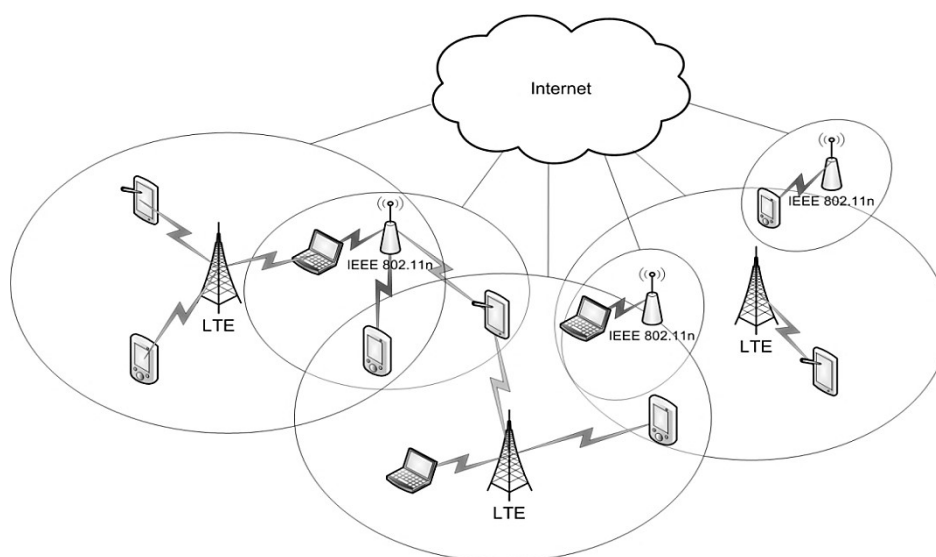 Internet
IEEE 802.11n
IEEE 802.11n
LTE
IEEE 802.11n
LTE
LTE